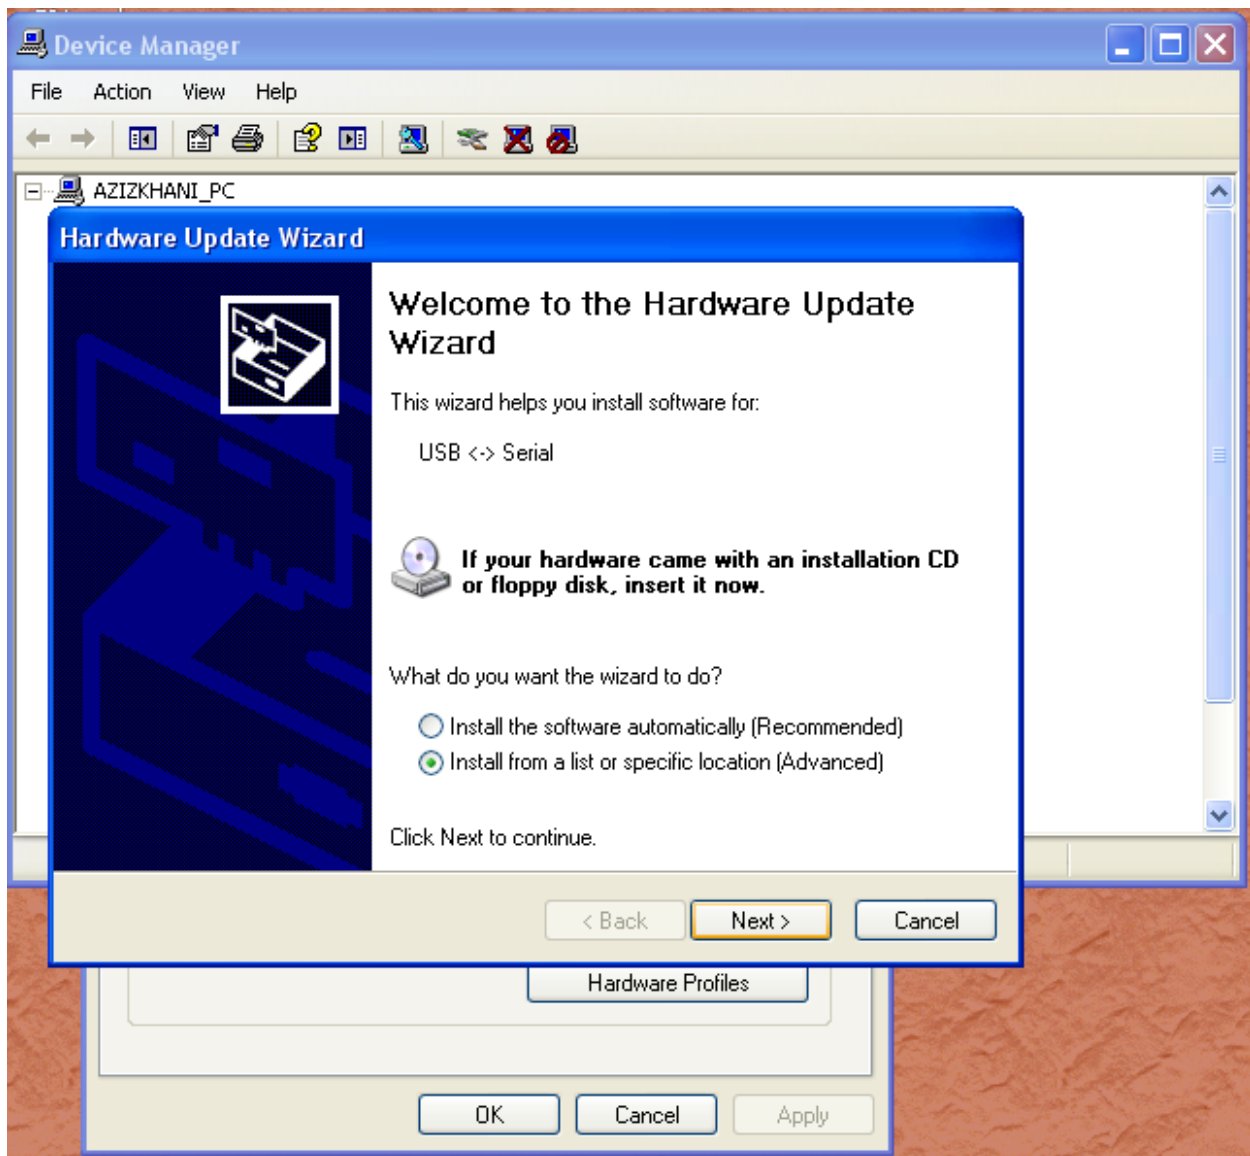 Device Manager
File Action View Help
AZIZKHANI_PC
Hardware Update Wizard
Welcome to the Hardware Update
Wizard
This wizard helps you install software for:
USB <-> Serial
If your hardware came with an installation CD
or floppy disk, insert it now.
What do you want the wizard to do?
Install the software automatically (Recommended)
Install from a list or specific location (Advanced)
Click Next to continue.
< Back Next > Cancel
Hardware Profiles
OK Cancel Apply